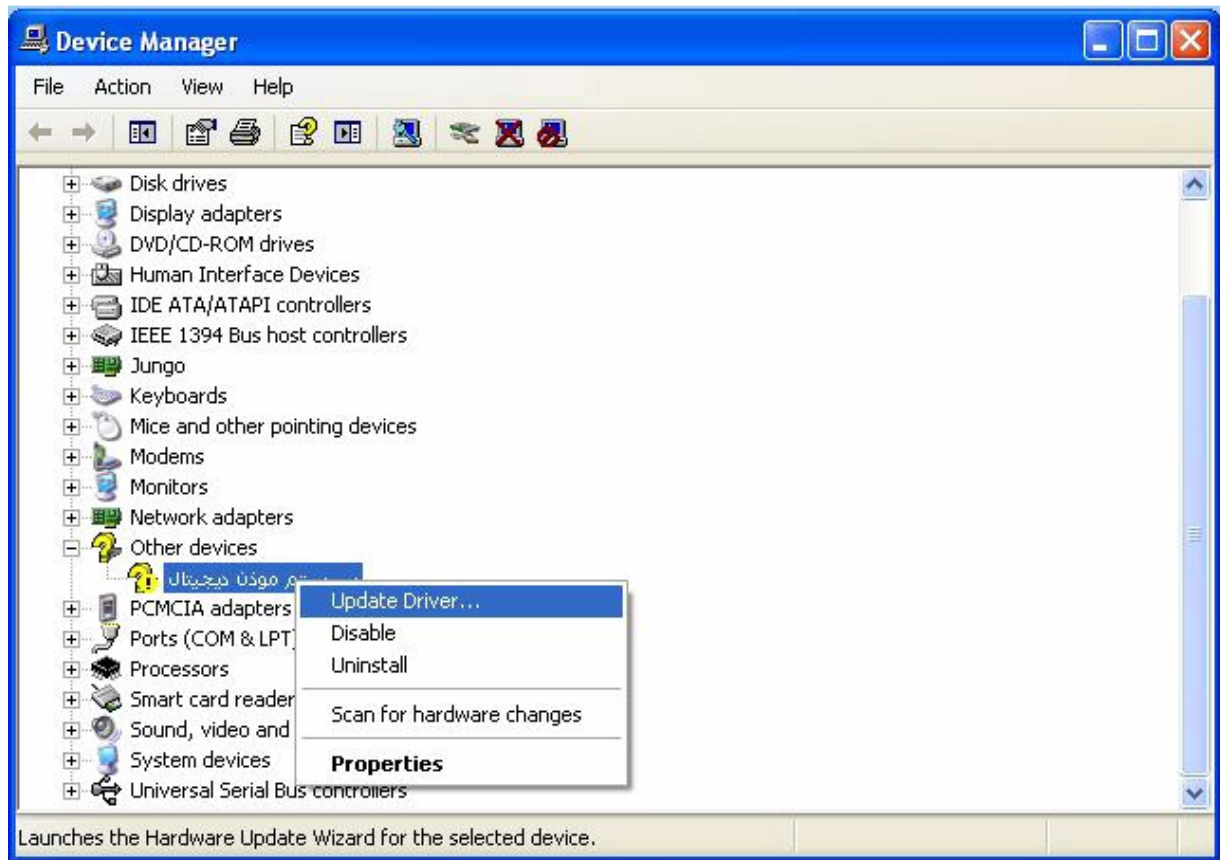 Device Manager
File Action View Help
Disk drives
Display adapters
DVD/CD-ROM drives
Human Interface Devices
IDE ATA/ATAPI controllers
IEEE 1394 Bus host controllers
Jungo
Keyboards
Mice and other pointing devices
Modems
Monitors
Network adapters
Other devices
موذن دیجیتال
PCMCIA adapters
Ports (COM & LPT)
Processors
Smart card reader
Sound, video and
System devices
Universal Serial Bus controllers
Update Driver...
Disable
Uninstall
Scan for hardware changes
Properties
Launches the Hardware Update Wizard for the selected device.